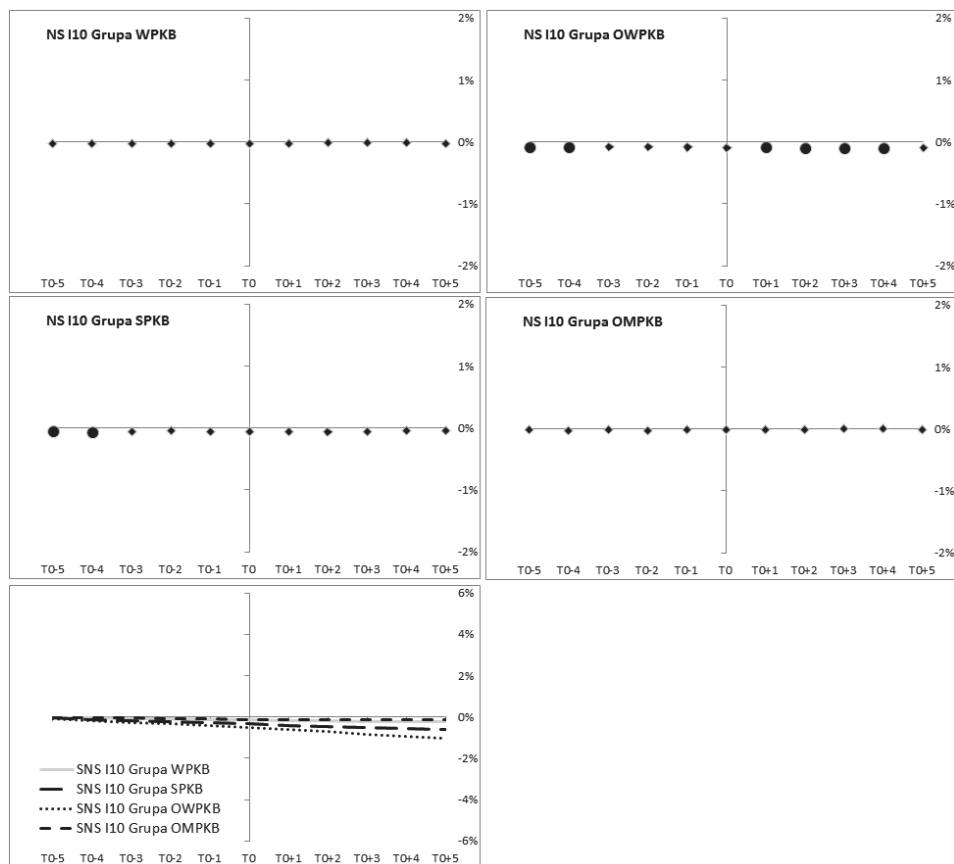 NS I10 Grupa WPKB
2%
1%
0%
-1%
-2%
T0-5 T0-4 T0-3 T0-2 T0-1 T0 T0+1 T0+2 T0+3 T0+4 T0+5
NS I10 Grupa OWPKB
2%
1%
0%
-1%
-2%
T0-5 T0-4 T0-3 T0-2 T0-1 T0 T0+1 T0+2 T0+3 T0+4 T0+5
NS I10 Grupa SPKB
2%
1%
0%
-1%
-2%
T0-5 T0-4 T0-3 T0-2 T0-1 T0 T0+1 T0+2 T0+3 T0+4 T0+5
NS I10 Grupa OMPKB
2%
1%
0%
-1%
-2%
T0-5 T0-4 T0-3 T0-2 T0-1 T0 T0+1 T0+2 T0+3 T0+4 T0+5
6%
4%
2%
0%
-2%
-4%
-6%
SNS I10 Grupa WPKB
SNS I10 Grupa SPKB
SNS I10 Grupa OWPKB
SNS I10 Grupa OMPKB
T0-5 T0-4 T0-3 T0-2 T0-1 T0 T0+1 T0+2 T0+3 T0+4 T0+5